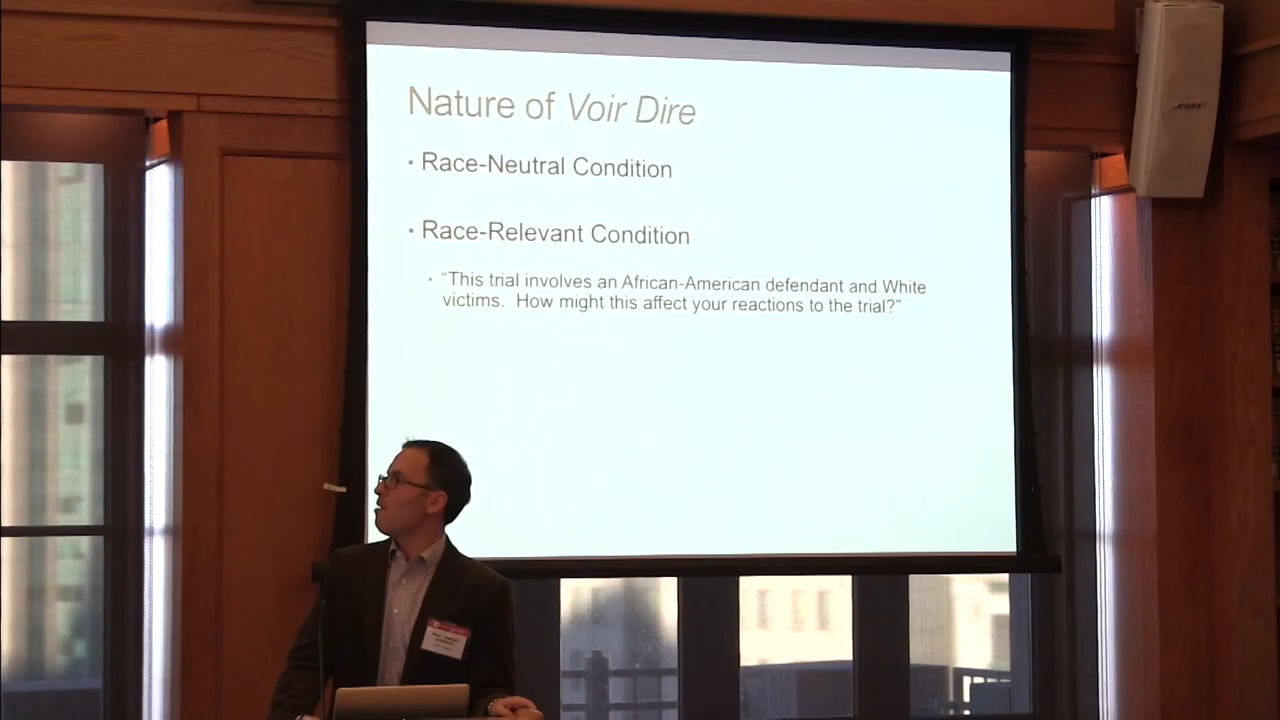 Nature of Voir Dire
• Race-Neutral Condition
• Race-Relevant Condition
• “This trial involves an African-American defendant and White
victims. How might this affect your reactions to the trial?”
BOSE